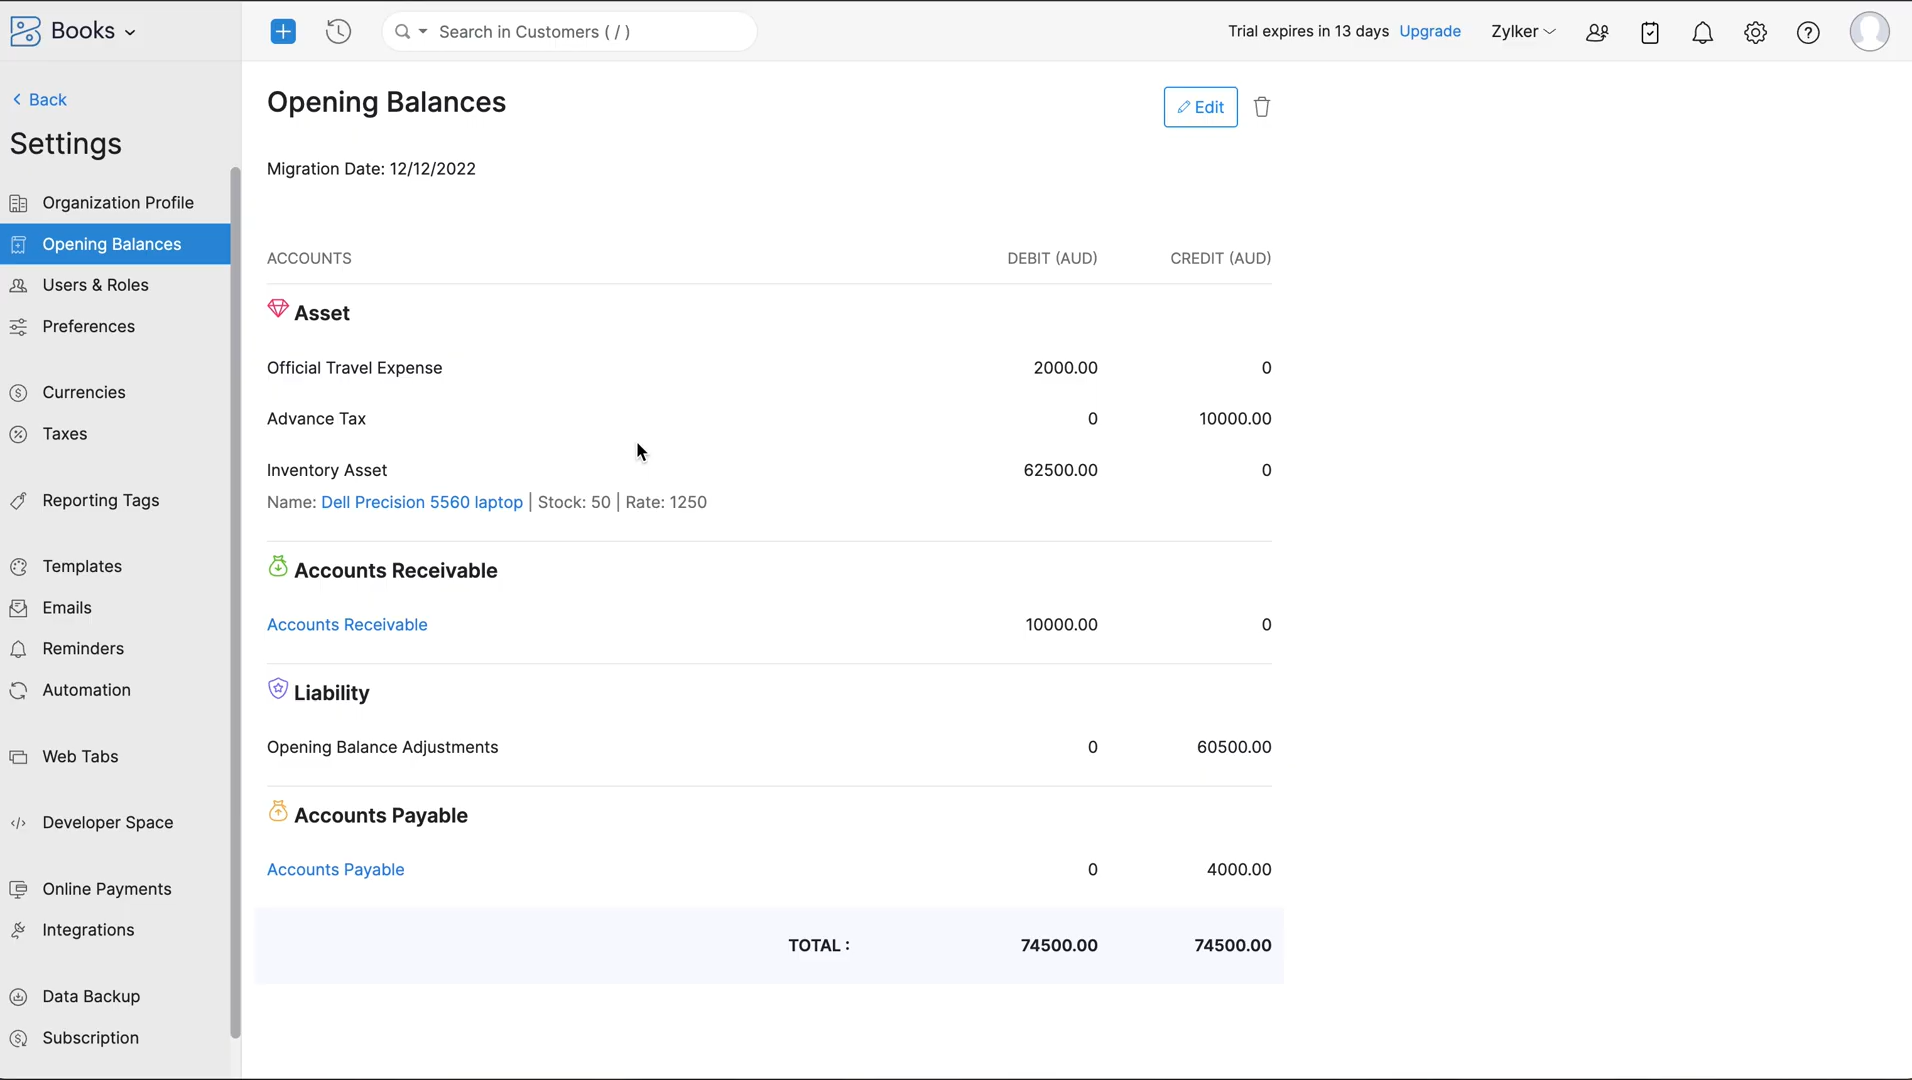 Books
Search in Customers ( / )
Trial expires in 13 days Upgrade
Zylker
Back
Settings
Organization Profile
Opening Balances
Users & Roles
Preferences
Currencies
Taxes
Reporting Tags
Templates
Emails
Reminders
Automation
Web Tabs
Developer Space
Online Payments
Integrations
Data Backup
Subscription
Opening Balances
Edit
Migration Date: 12/12/2022
ACCOUNTS DEBIT (AUD) CREDIT (AUD)
Asset
Official Travel Expense 2000.00 0
Advance Tax 0 10000.00
Inventory Asset 62500.00 0
Name: Dell Precision 5560 laptop | Stock: 50 | Rate: 1250
Accounts Receivable
Accounts Receivable 10000.00 0
Liability
Opening Balance Adjustments 0 60500.00
Accounts Payable
Accounts Payable 0 4000.00
TOTAL : 74500.00 74500.00